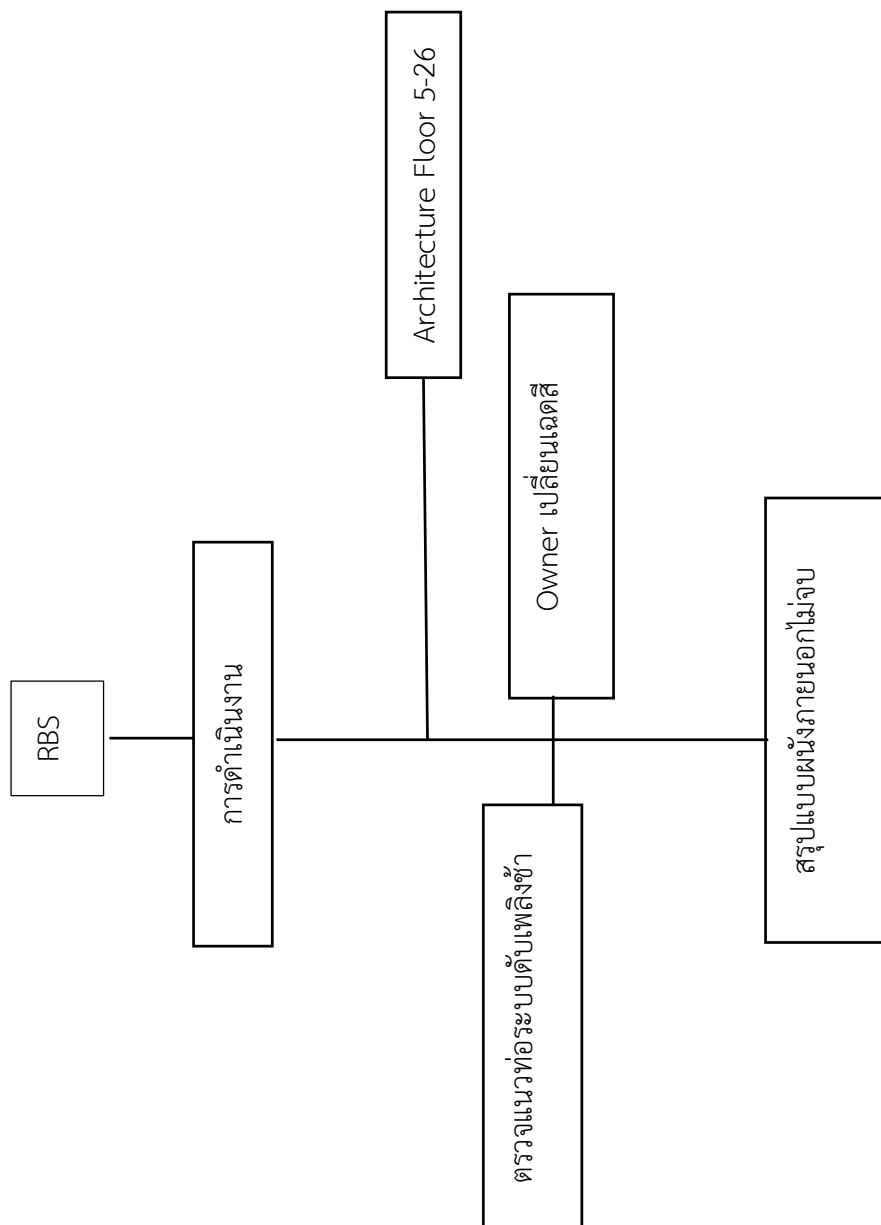 RBS
การดำเนินงาน
Architecture Floor 5-26
Owner เปลี่ยนเฉดสี
ตรวจแนวท่อระบบดับเพลิงช้า
สรุปแบบผนังภายนอกไม่จบ